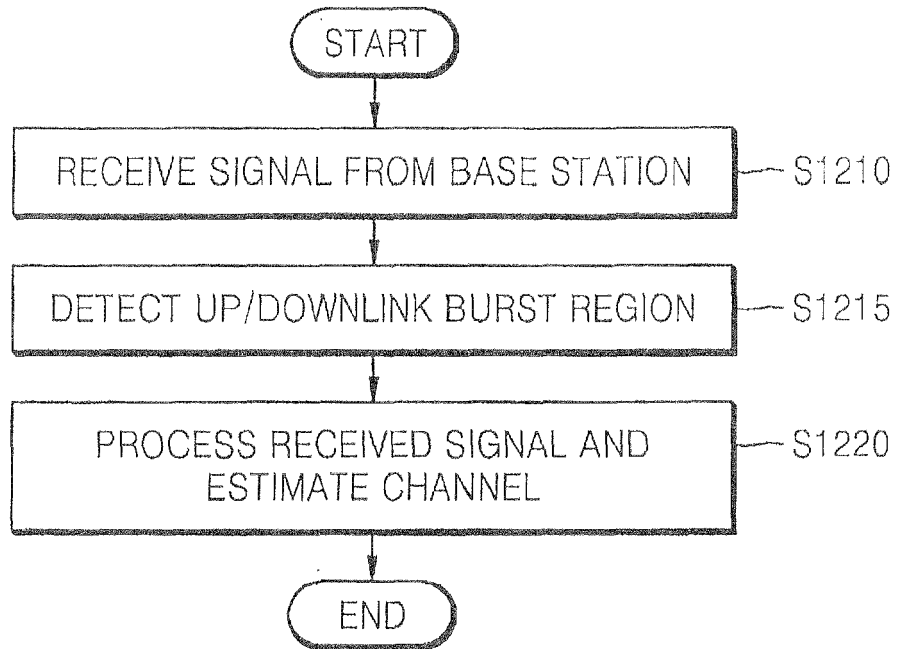 START
RECEIVE SIGNAL FROM BASE STATION
S1210
DETECT UP/DOWNLINK BURST REGION
S1215
PROCESS RECEIVED SIGNAL AND
ESTIMATE CHANNEL
S1220
END